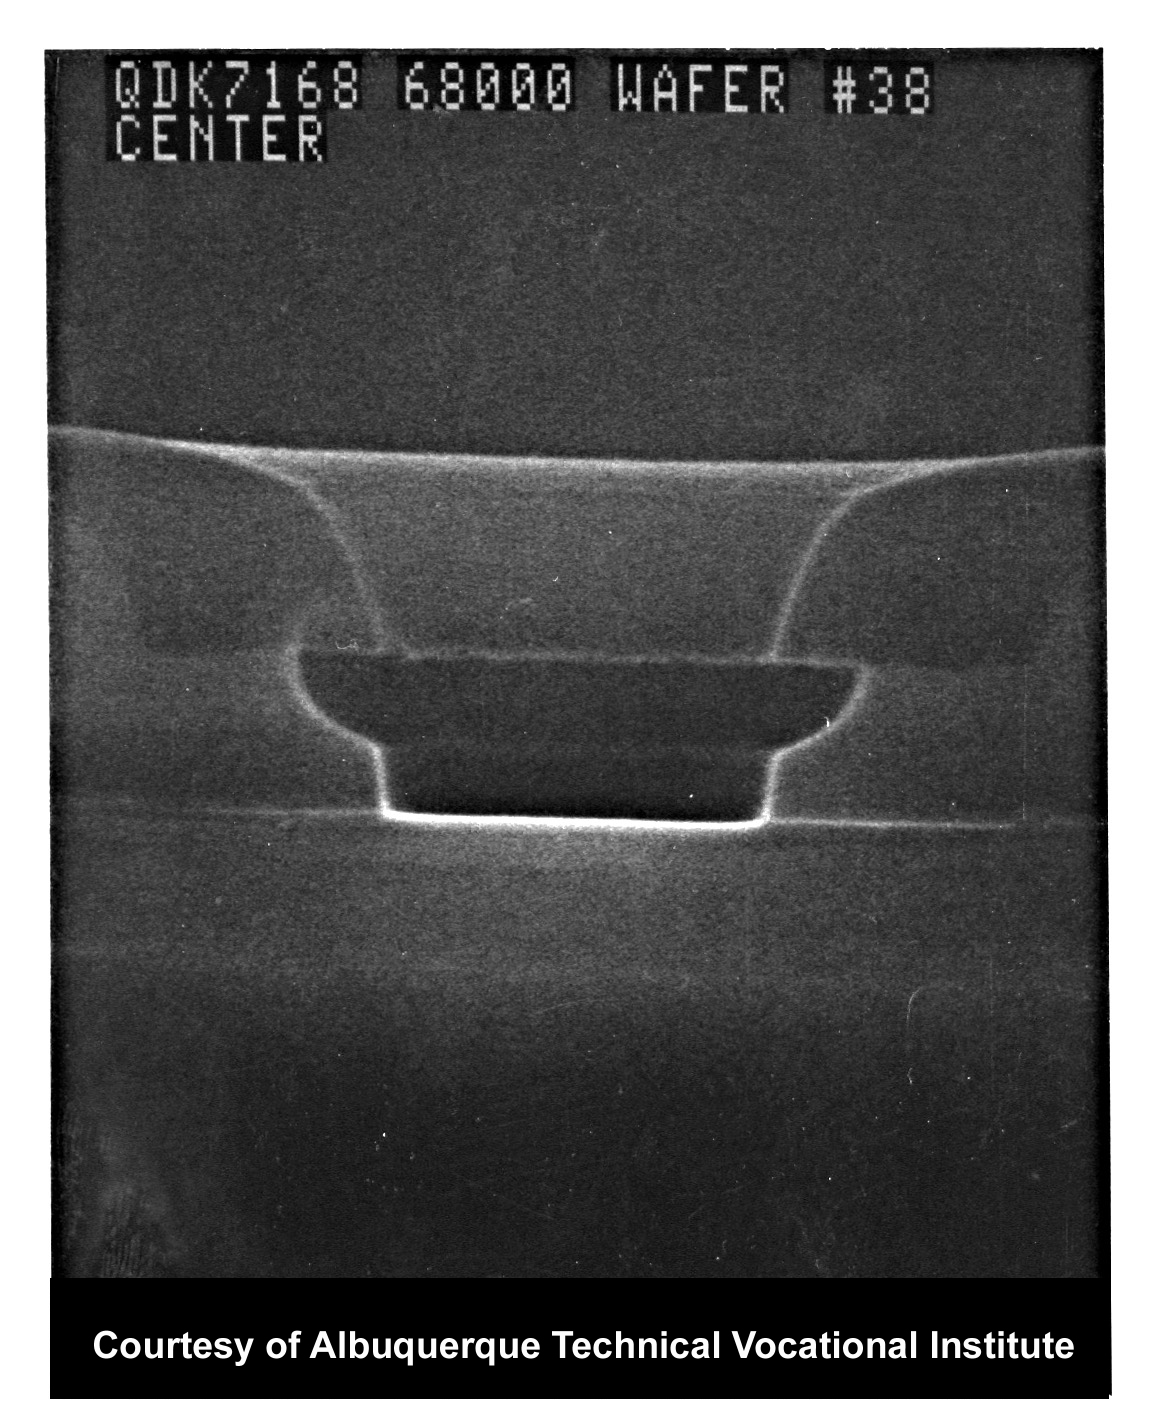 QDK7168 68000 WAFER #38
CENTER
Courtesy of Albuquerque Technical Vocational Institute